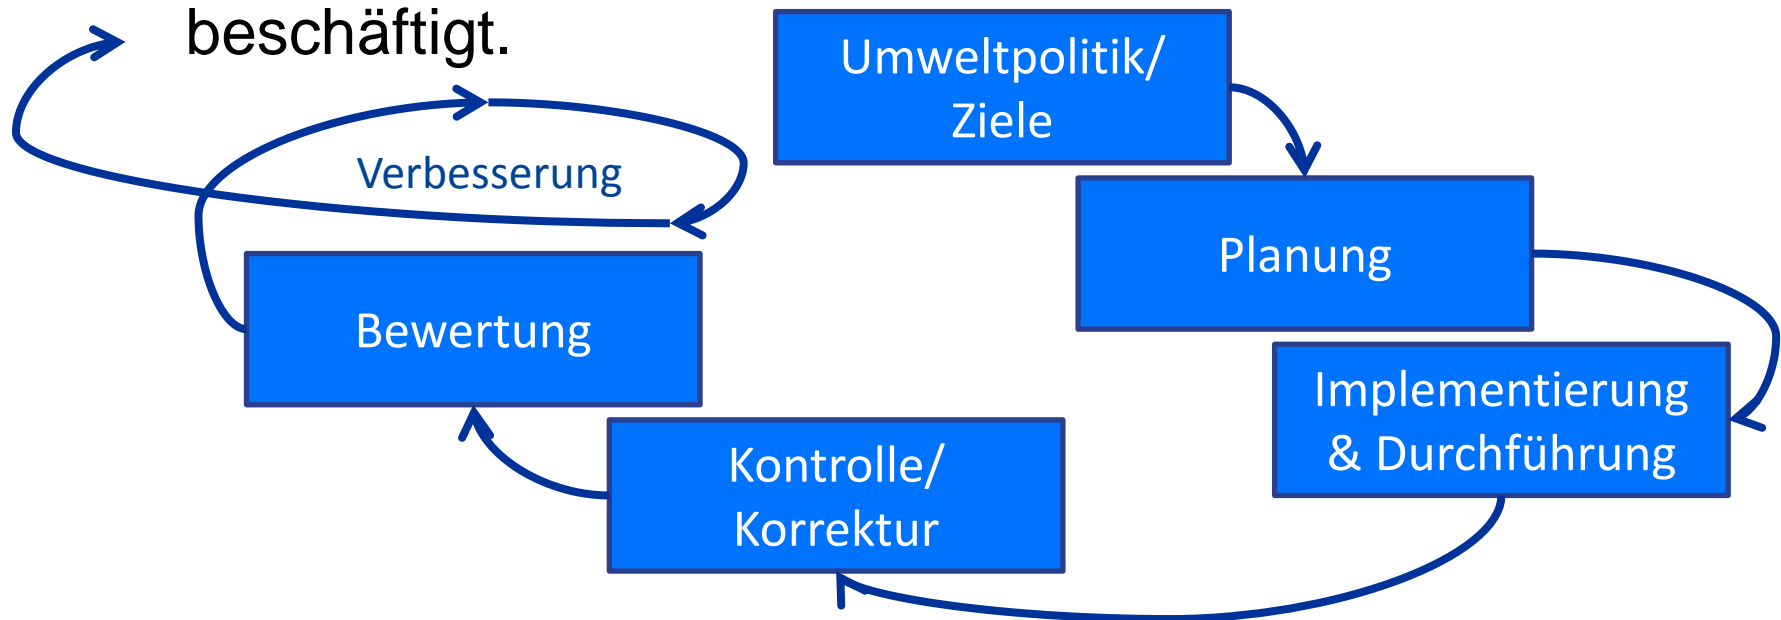 beschäftigt.
Umweltpolitik/
Ziele
Verbesserung
Planung
Bewertung
Implementierung
& Durchführung
Kontrolle/
Korrektur